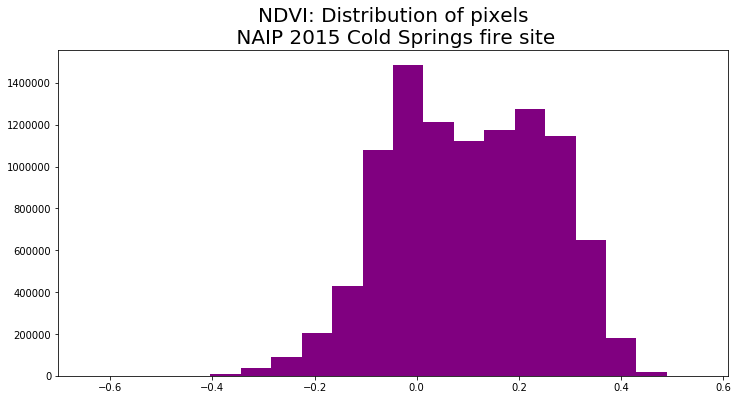 NDVI: Distribution of pixels
NAIP 2015 Cold Springs fire site
1400000
1200000
1000000
800000
600000
400000
200000
0
−0.6 −0.4 −0.2 0.0 0.2 0.4 0.6